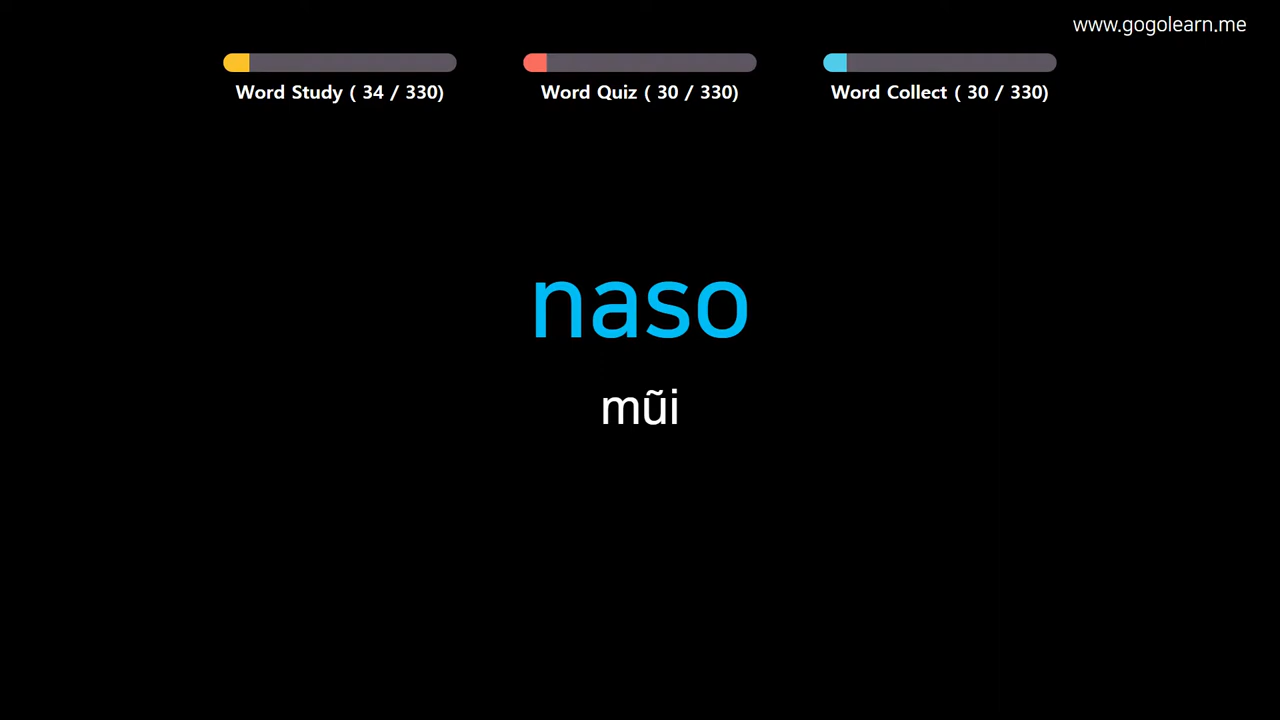 www.gogolearn.me
Word Study ( 34 / 330)
Word Quiz ( 30 / 330)
Word Collect ( 30 / 330)
naso
mũi